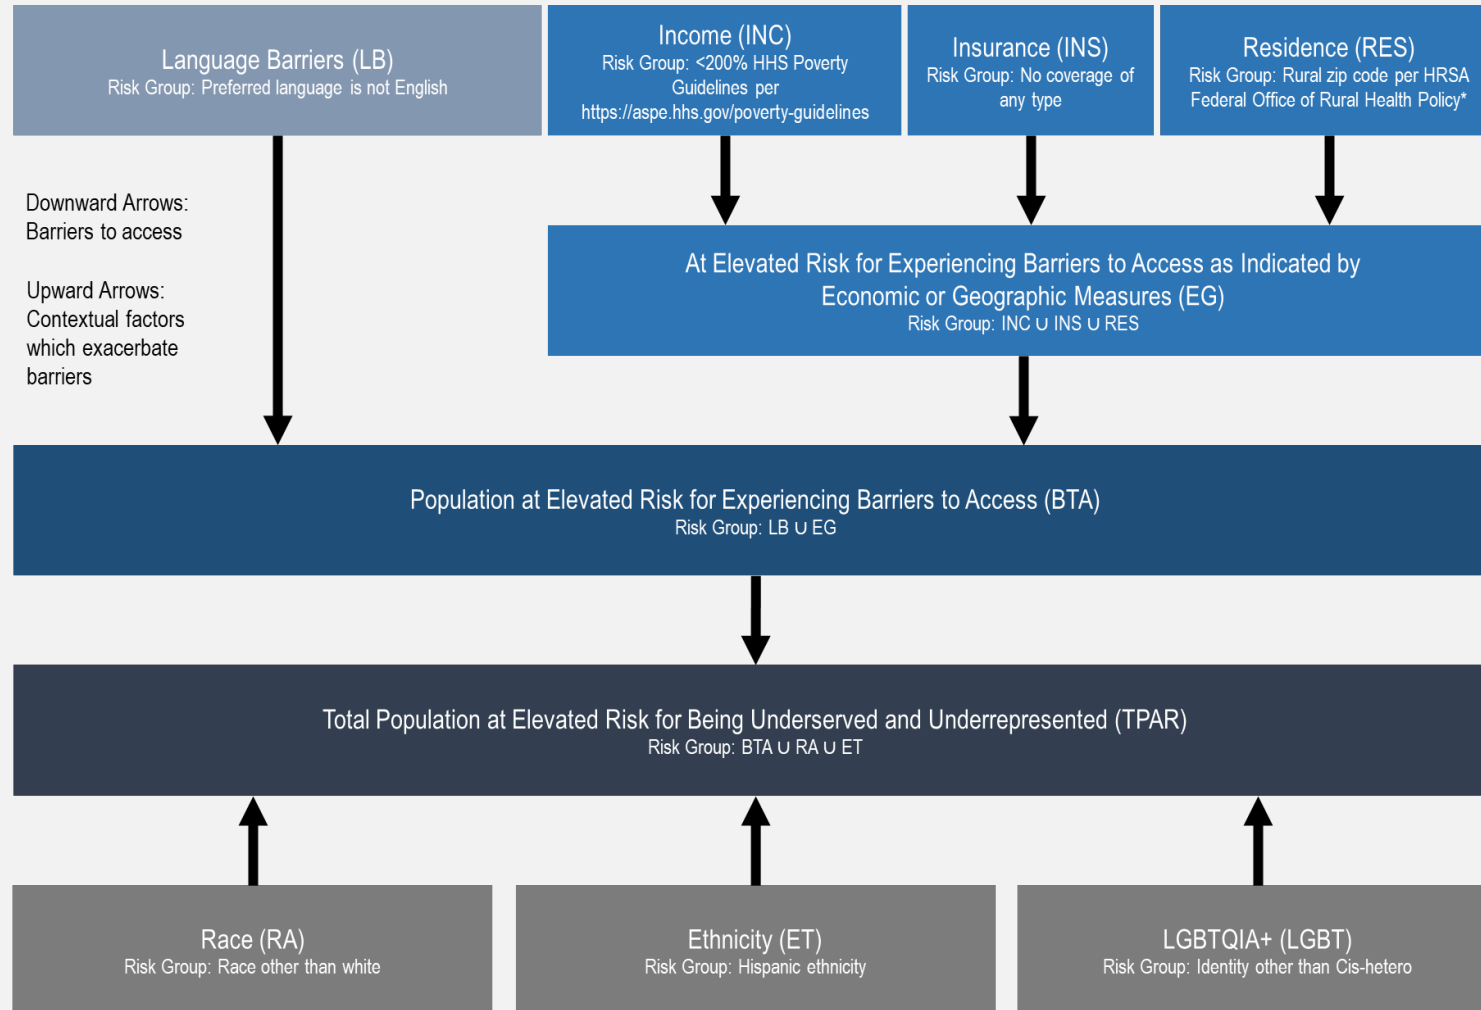 Language Barriers (LB)
Risk Group: Preferred language is not English
Income (INC)
Risk Group: <200% HHS Poverty
Guidelines per
https://aspe.hhs.gov/poverty-guidelines
Insurance (INS)
Risk Group: No coverage of
any type
Residence (RES)
Risk Group: Rural zip code per HRSA
Federal Office of Rural Health Policy*
Downward Arrows:
Barriers to access
Upward Arrows:
Contextual factors
which exacerbate
barriers
At Elevated Risk for Experiencing Barriers to Access as Indicated by
Economic or Geographic Measures (EG)
Risk Group: INC ∪ INS ∪ RES
Population at Elevated Risk for Experiencing Barriers to Access (BTA)
Risk Group: LB ∪ EG
Total Population at Elevated Risk for Being Underserved and Underrepresented (TPAR)
Risk Group: BTA ∪ RA ∪ ET
Race (RA)
Risk Group: Race other than white
Ethnicity (ET)
Risk Group: Hispanic ethnicity
LGBTQIA+ (LGBT)
Risk Group: Identity other than Cis-hetero